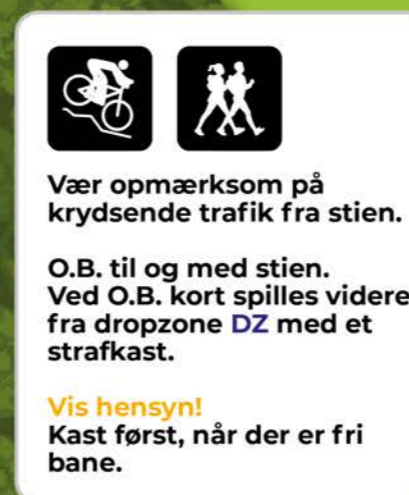 Vær opmærksom på
krydsende trafik fra stien.
O.B. til og med stien.
Ved O.B. kort spilles videre
fra dropzone DZ med et
strafkast.
Vis hensyn!
Kast først, når der er fri
bane.